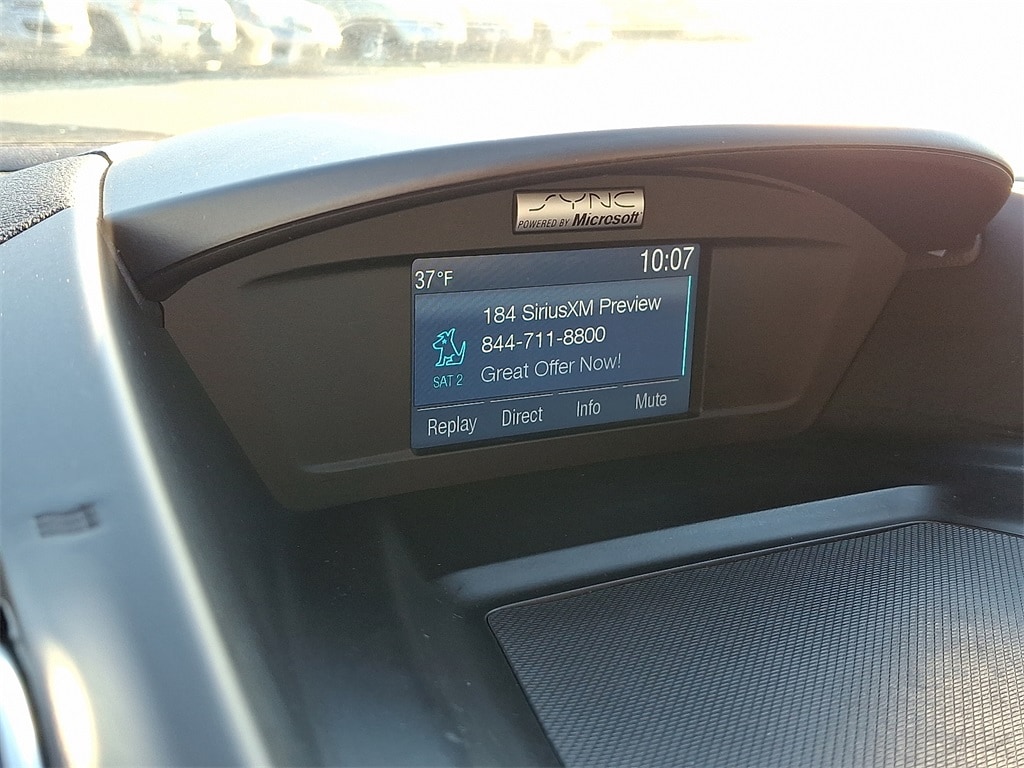 SYNC
POWERED BY Microsoft
37°F 10:07
184 SiriusXM Preview
844-711-8800
Great Offer Now!
SAT 2
Replay Direct Info Mute